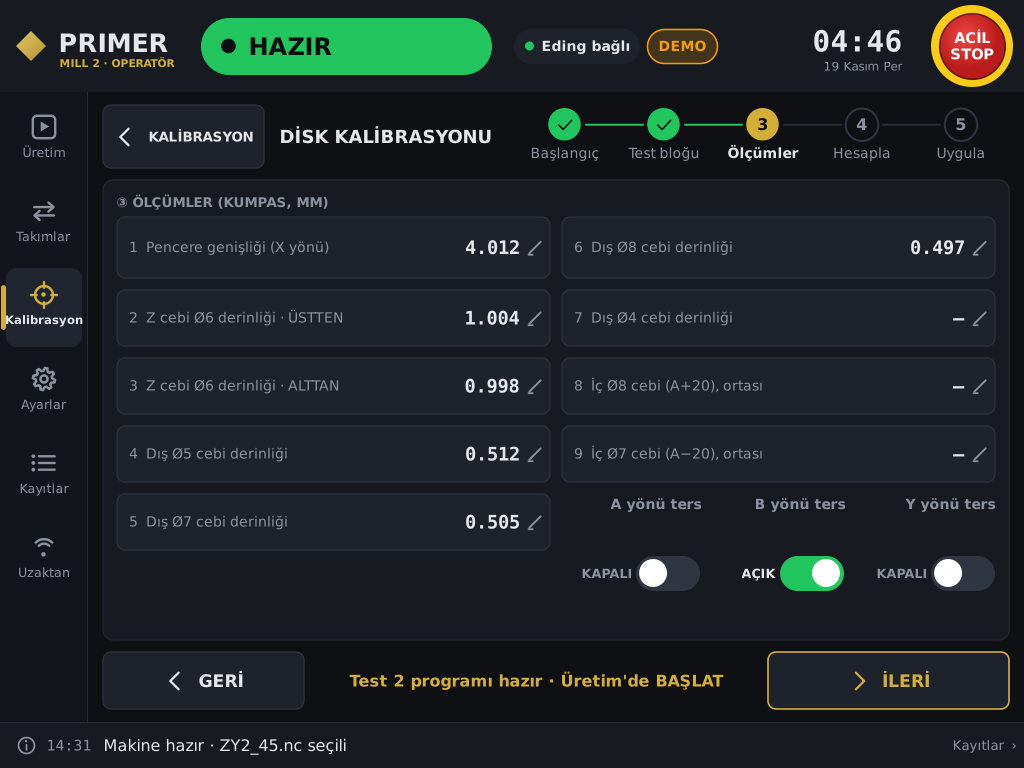 PRIMER
MILL 2 · OPERATÖR
HAZIR
Eding bağlı
DEMO
04:46
19 Kasım Per
ACİL
STOP
Üretim
Takımlar
Kalibrasyon
Ayarlar
Kayıtlar
Uzaktan
KALİBRASYON
DİSK KALİBRASYONU
Başlangıç
Test bloğu
3
Ölçümler
4
Hesapla
5
Uygula
③ ÖLÇÜMLER (KUMPAS, MM)
1 Pencere genişliği (X yönü) 4.012
2 Z cebi Ø6 derinliği · ÜSTTEN 1.004
3 Z cebi Ø6 derinliği · ALTTAN 0.998
4 Dış Ø5 cebi derinliği 0.512
5 Dış Ø7 cebi derinliği 0.505
6 Dış Ø8 cebi derinliği 0.497
7 Dış Ø4 cebi derinliği –
8 İç Ø8 cebi (A+20), ortası –
9 İç Ø7 cebi (A−20), ortası –
A yönü ters
B yönü ters
Y yönü ters
KAPALI
AÇIK
KAPALI
GERİ
Test 2 programı hazır · Üretim'de BAŞLAT
İLERİ
14:31 Makine hazır · ZY2_45.nc seçili
Kayıtlar ›